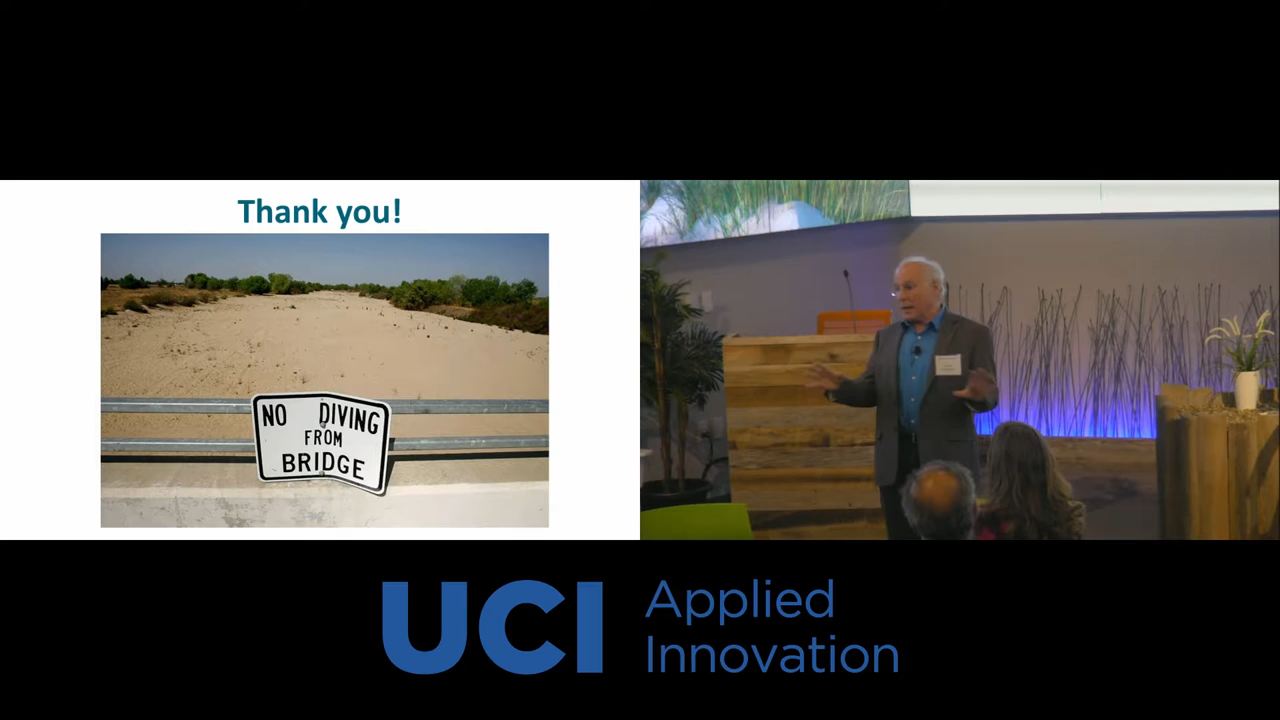 Thank you!
NO DIVING
FROM
BRIDGE
UCI
Applied
Innovation